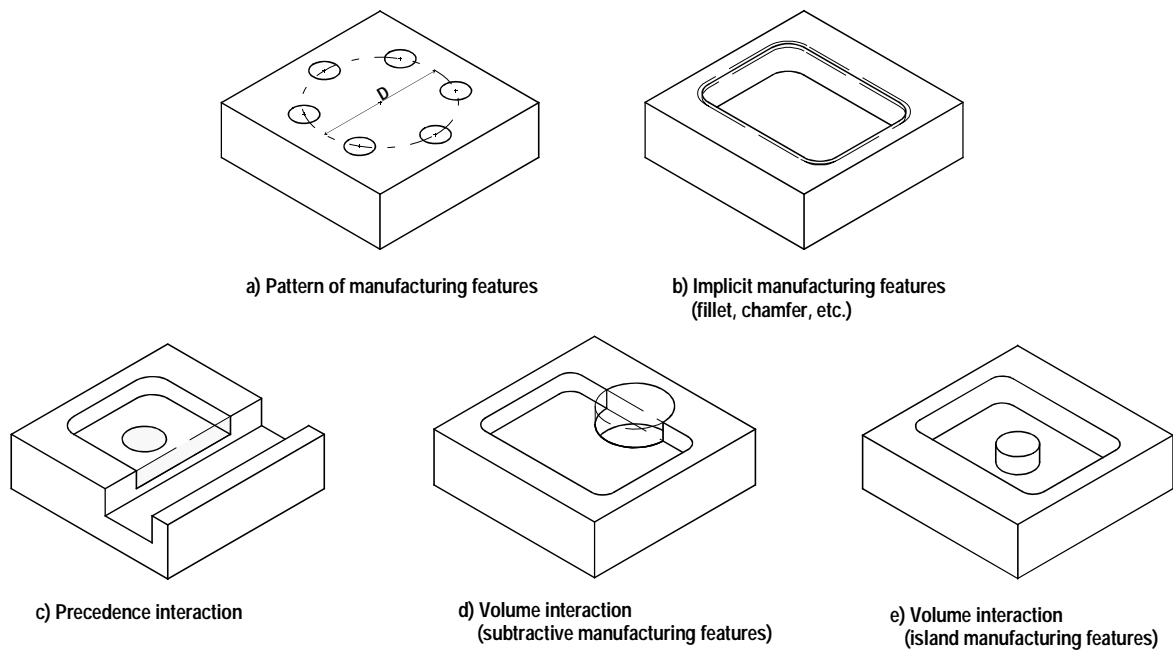 D
a) Pattern of manufacturing features
b) Implicit manufacturing features
(fillet, chamfer, etc.)
c) Precedence interaction
d) Volume interaction
(subtractive manufacturing features)
e) Volume interaction
(island manufacturing features)